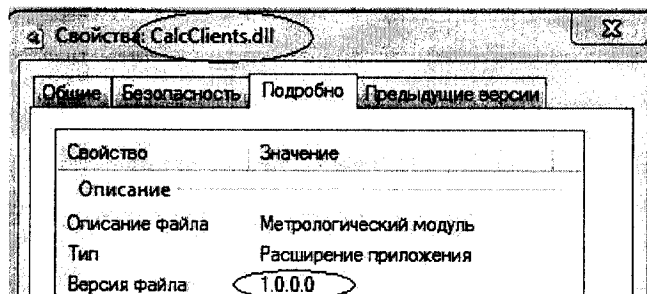 Свойства: CalcClients.dll
Общие Безопасность Подробно Предыдущие версии
Свойство Значение
Описание
Описание файла Метрологический модуль
Тип Расширение приложения
Версия файла 1.0.0.0